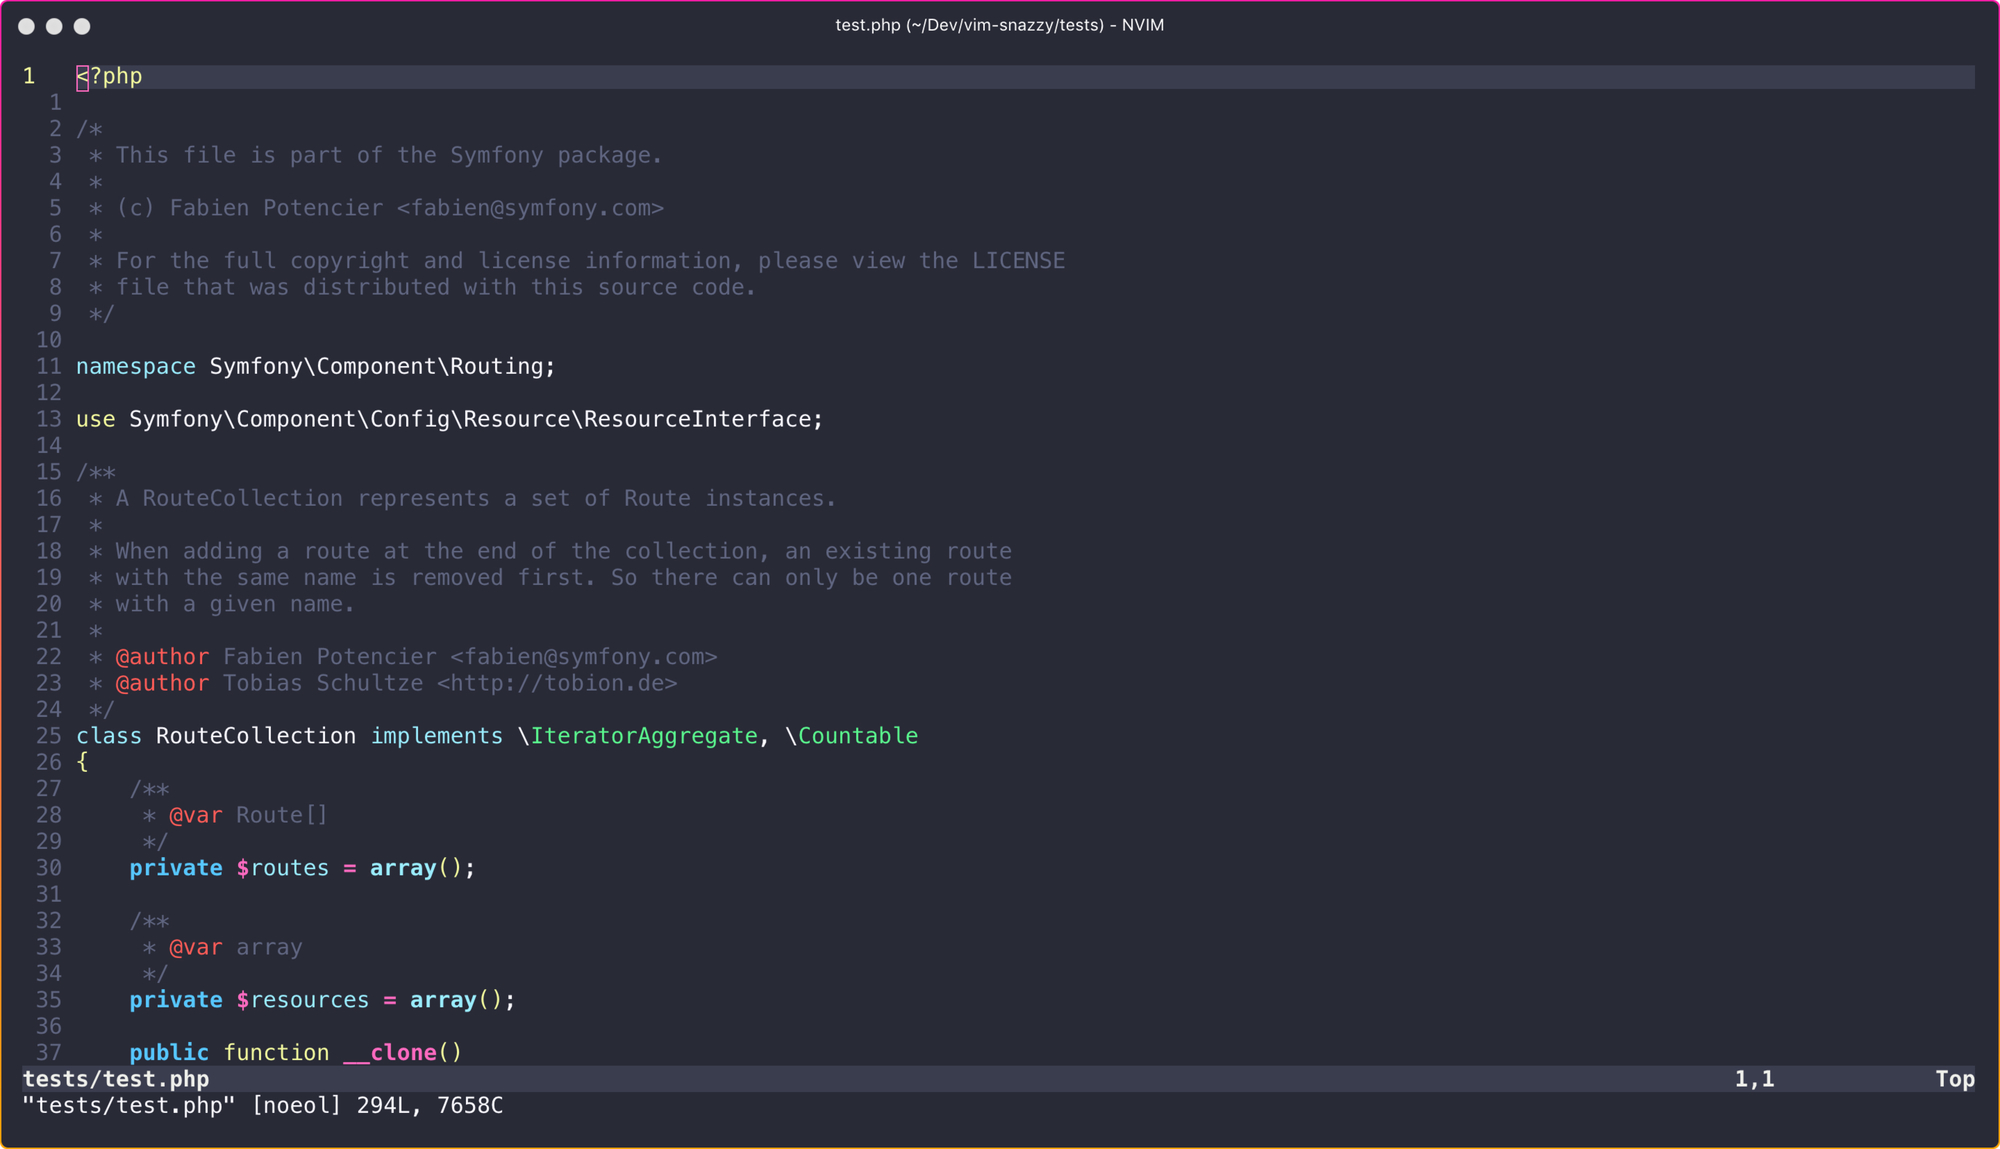 test.php (~/Dev/vim-snazzy/tests) - NVIM
1   <?php
  1
  2 /*
  3  * This file is part of the Symfony package.
  4  *
  5  * (c) Fabien Potencier <fabien@symfony.com>
  6  *
  7  * For the full copyright and license information, please view the LICENSE
  8  * file that was distributed with this source code.
  9  */
 10
 11 namespace Symfony\Component\Routing;
 12
 13 use Symfony\Component\Config\Resource\ResourceInterface;
 14
 15 /**
 16  * A RouteCollection represents a set of Route instances.
 17  *
 18  * When adding a route at the end of the collection, an existing route
 19  * with the same name is removed first. So there can only be one route
 20  * with a given name.
 21  *
 22  * @author Fabien Potencier <fabien@symfony.com>
 23  * @author Tobias Schultze <http://tobion.de>
 24  */
 25 class RouteCollection implements \IteratorAggregate, \Countable
 26 {
 27     /**
 28      * @var Route[]
 29      */
 30     private $routes = array();
 31
 32     /**
 33      * @var array
 34      */
 35     private $resources = array();
 36
 37     public function __clone()
tests/test.php 1,1 Top
"tests/test.php" [noeol] 294L, 7658C